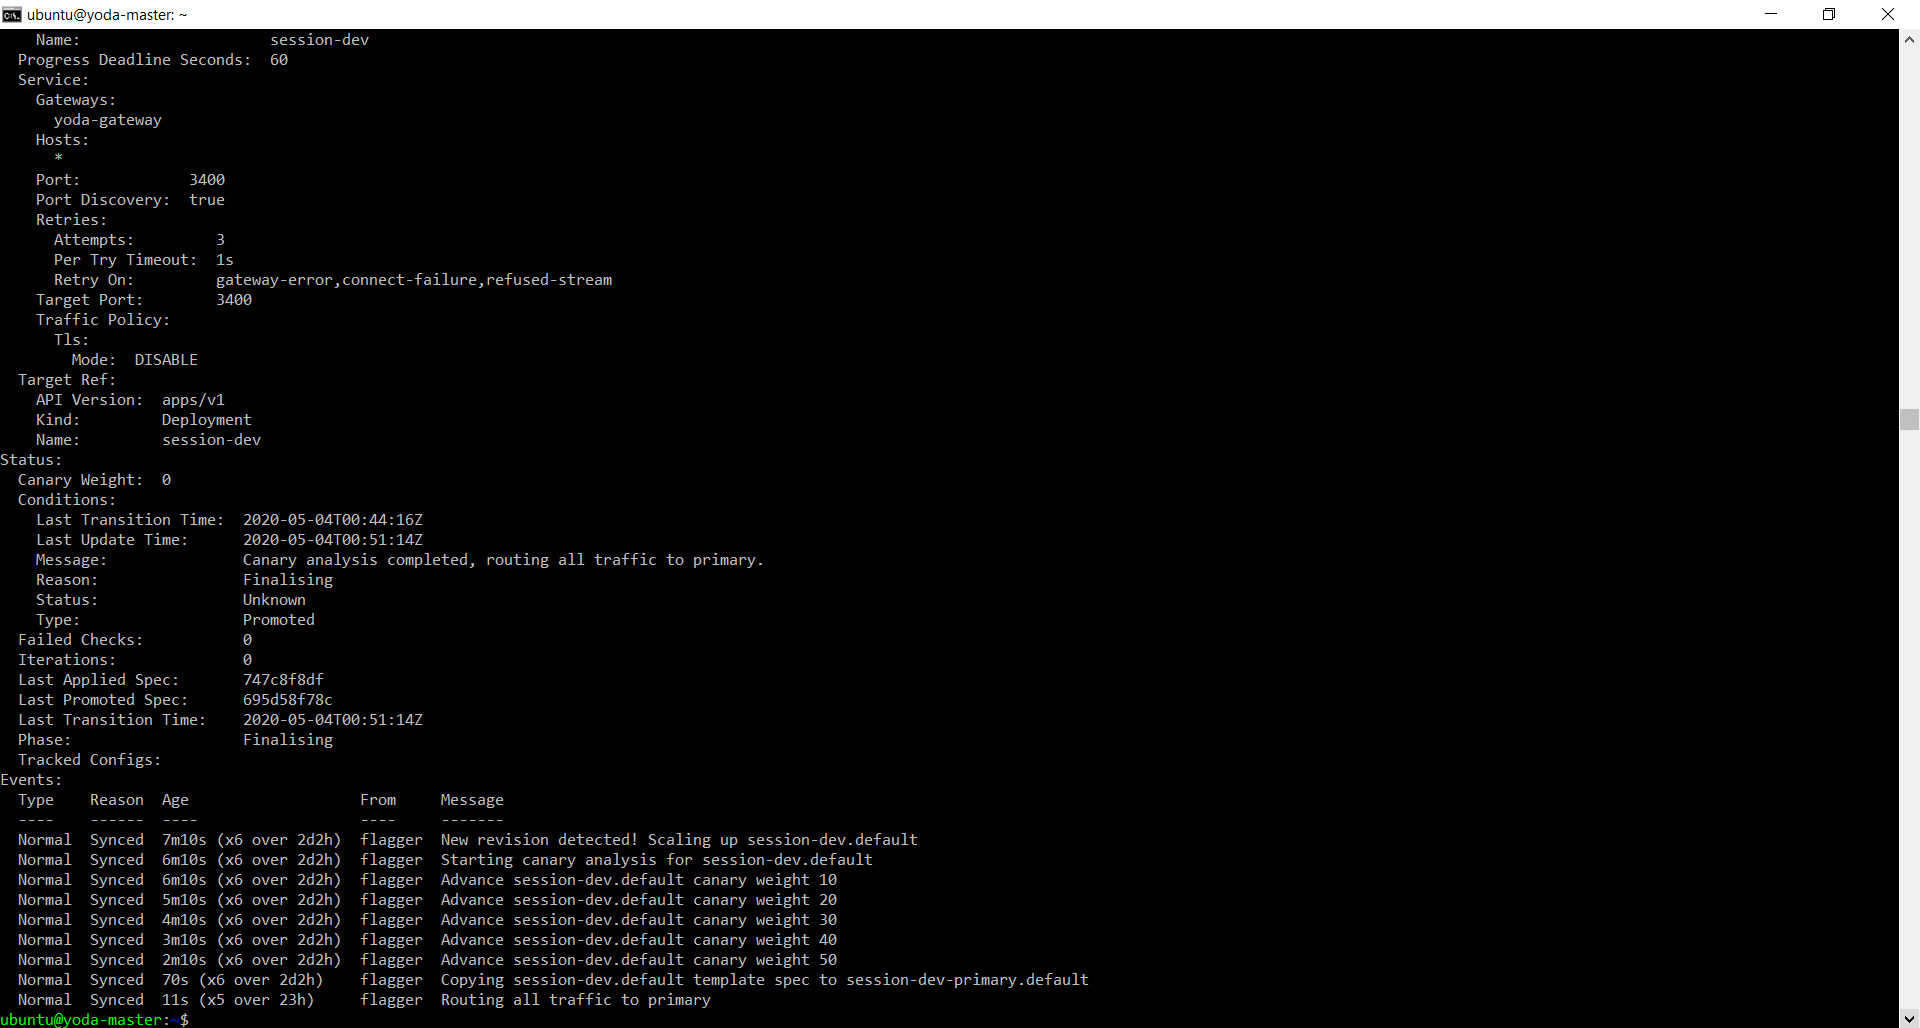 ubuntu@yoda-master: ~
    Name:                     session-dev
  Progress Deadline Seconds:  60
  Service:
    Gateways:
      yoda-gateway
    Hosts:
      *
    Port:            3400
    Port Discovery:  true
    Retries:
      Attempts:         3
      Per Try Timeout:  1s
      Retry On:         gateway-error,connect-failure,refused-stream
    Target Port:        3400
    Traffic Policy:
      Tls:
        Mode:  DISABLE
  Target Ref:
    API Version:  apps/v1
    Kind:         Deployment
    Name:         session-dev
Status:
  Canary Weight:  0
  Conditions:
    Last Transition Time:  2020-05-04T00:44:16Z
    Last Update Time:      2020-05-04T00:51:14Z
    Message:               Canary analysis completed, routing all traffic to primary.
    Reason:                Finalising
    Status:                Unknown
    Type:                  Promoted
  Failed Checks:           0
  Iterations:              0
  Last Applied Spec:       747c8f8df
  Last Promoted Spec:      695d58f78c
  Last Transition Time:    2020-05-04T00:51:14Z
  Phase:                   Finalising
  Tracked Configs:
Events:
  Type    Reason  Age                   From     Message
  ----    ------  ----                  ----     -------
  Normal  Synced  7m10s (x6 over 2d2h)  flagger  New revision detected! Scaling up session-dev.default
  Normal  Synced  6m10s (x6 over 2d2h)  flagger  Starting canary analysis for session-dev.default
  Normal  Synced  6m10s (x6 over 2d2h)  flagger  Advance session-dev.default canary weight 10
  Normal  Synced  5m10s (x6 over 2d2h)  flagger  Advance session-dev.default canary weight 20
  Normal  Synced  4m10s (x6 over 2d2h)  flagger  Advance session-dev.default canary weight 30
  Normal  Synced  3m10s (x6 over 2d2h)  flagger  Advance session-dev.default canary weight 40
  Normal  Synced  2m10s (x6 over 2d2h)  flagger  Advance session-dev.default canary weight 50
  Normal  Synced  70s (x6 over 2d2h)    flagger  Copying session-dev.default template spec to session-dev-primary.default
  Normal  Synced  11s (x5 over 23h)     flagger  Routing all traffic to primary
ubuntu@yoda-master:~$